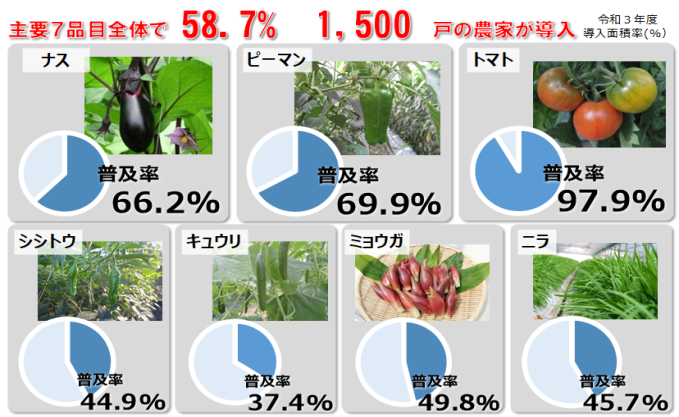 主要7品目全体で 58.7% 1,500 戸の農家が導入
令和3年度
導入面積率(%)
ナス
普及率
66.2%
ピーマン
普及率
69.9%
トマト
普及率
97.9%
シシトウ
普及率
44.9%
キュウリ
普及率
37.4%
ミョウガ
普及率
49.8%
ニラ
普及率
45.7%